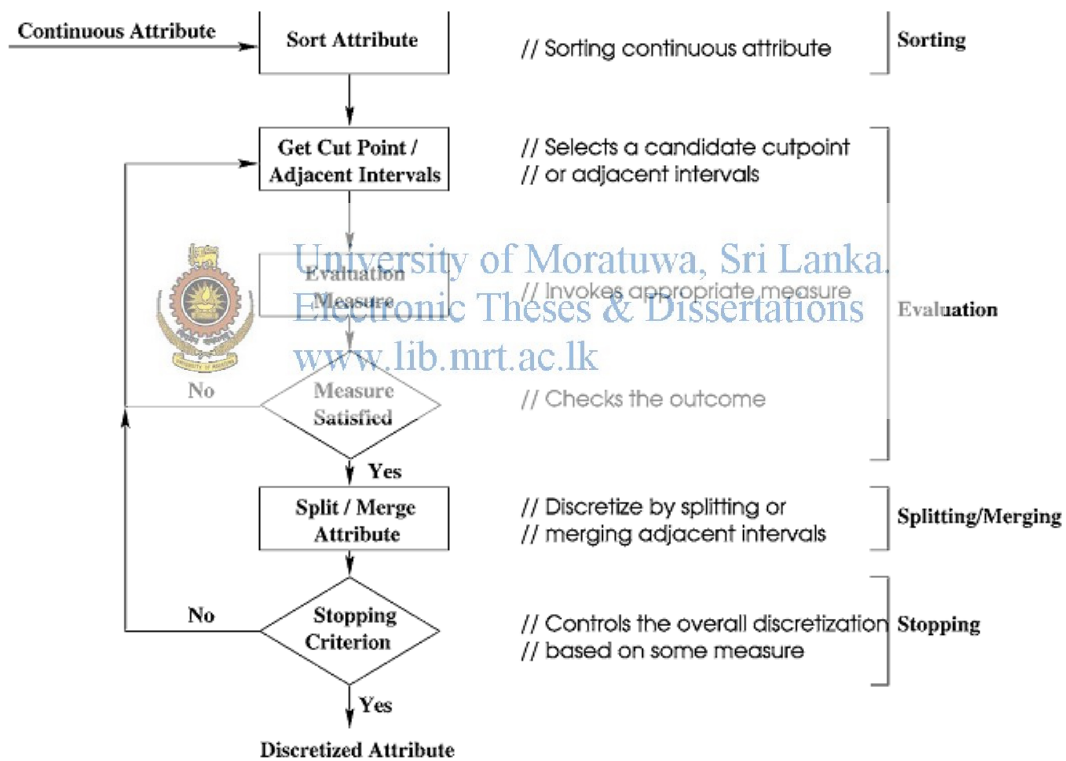 Continuous Attribute
Sort Attribute
// Sorting continuous attribute
Sorting
Get Cut Point /
Adjacent Intervals
// Selects a candidate cutpoint
// or adjacent intervals
Evaluation
Measure
// Invokes appropriate measure
Evaluation
University of Moratuwa, Sri Lanka.
Electronic Theses & Dissertations
www.lib.mrt.ac.lk
No
Measure
Satisfied
// Checks the outcome
Yes
Split / Merge
Attribute
// Discretize by splitting or
// merging adjacent intervals
Splitting/Merging
No
Stopping
Criterion
// Controls the overall discretization
// based on some measure
Stopping
Yes
Discretized Attribute